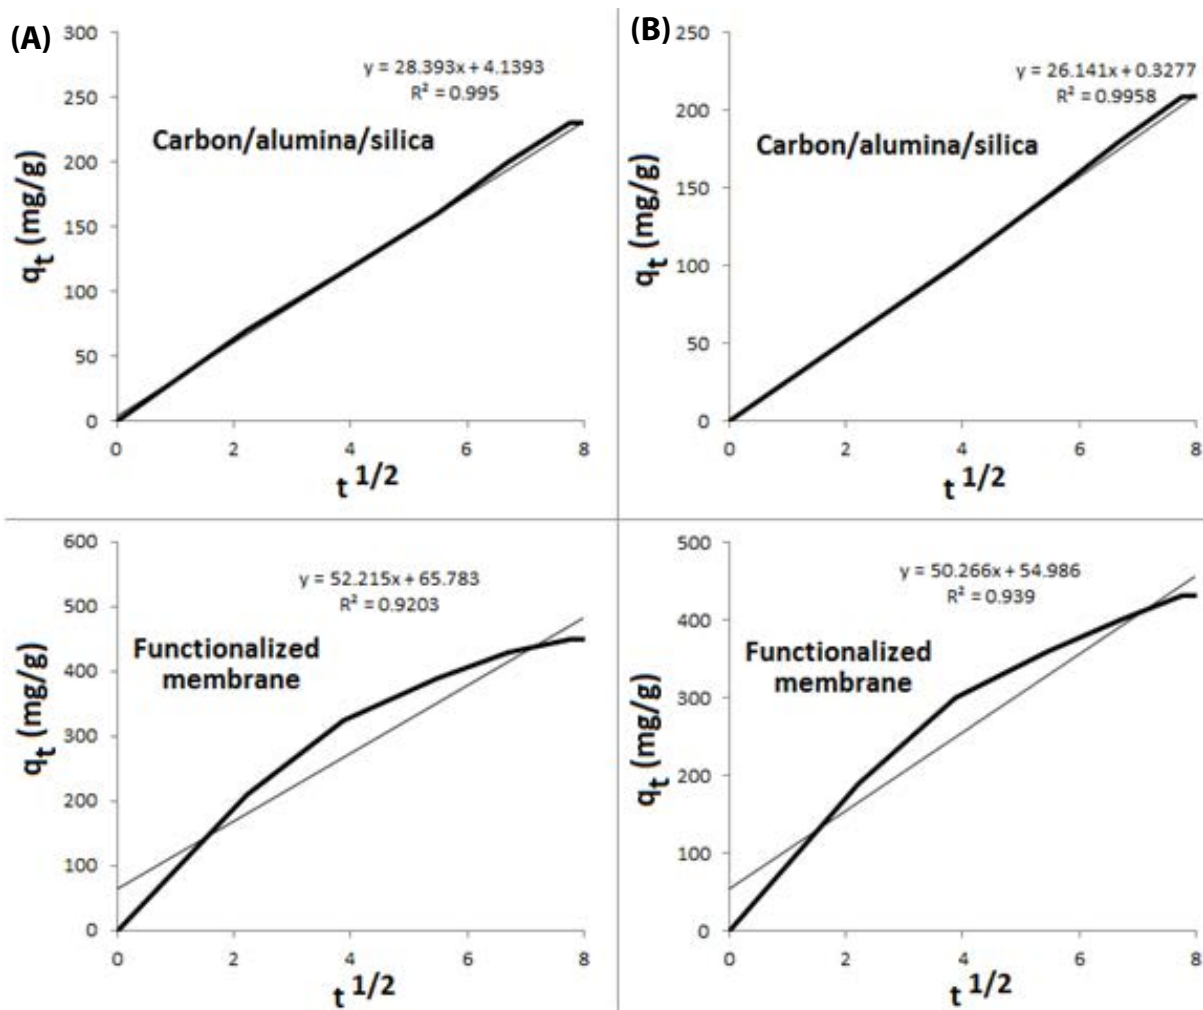 (A)
300
250
200
150
100
50
0
0 2 4 6 8
q_t (mg/g)
t 1/2
y = 28.393x + 4.1393
R² = 0.995
Carbon/alumina/silica
(B)
250
200
150
100
50
0
0 2 4 6 8
q_t (mg/g)
t 1/2
y = 26.141x + 0.3277
R² = 0.9958
Carbon/alumina/silica
600
500
400
300
200
100
0
0 2 4 6 8
q_t (mg/g)
t 1/2
y = 52.215x + 65.783
R² = 0.9203
Functionalized
membrane
500
400
300
200
100
0
0 2 4 6 8
q_t (mg/g)
t 1/2
y = 50.266x + 54.986
R² = 0.939
Functionalized
membrane